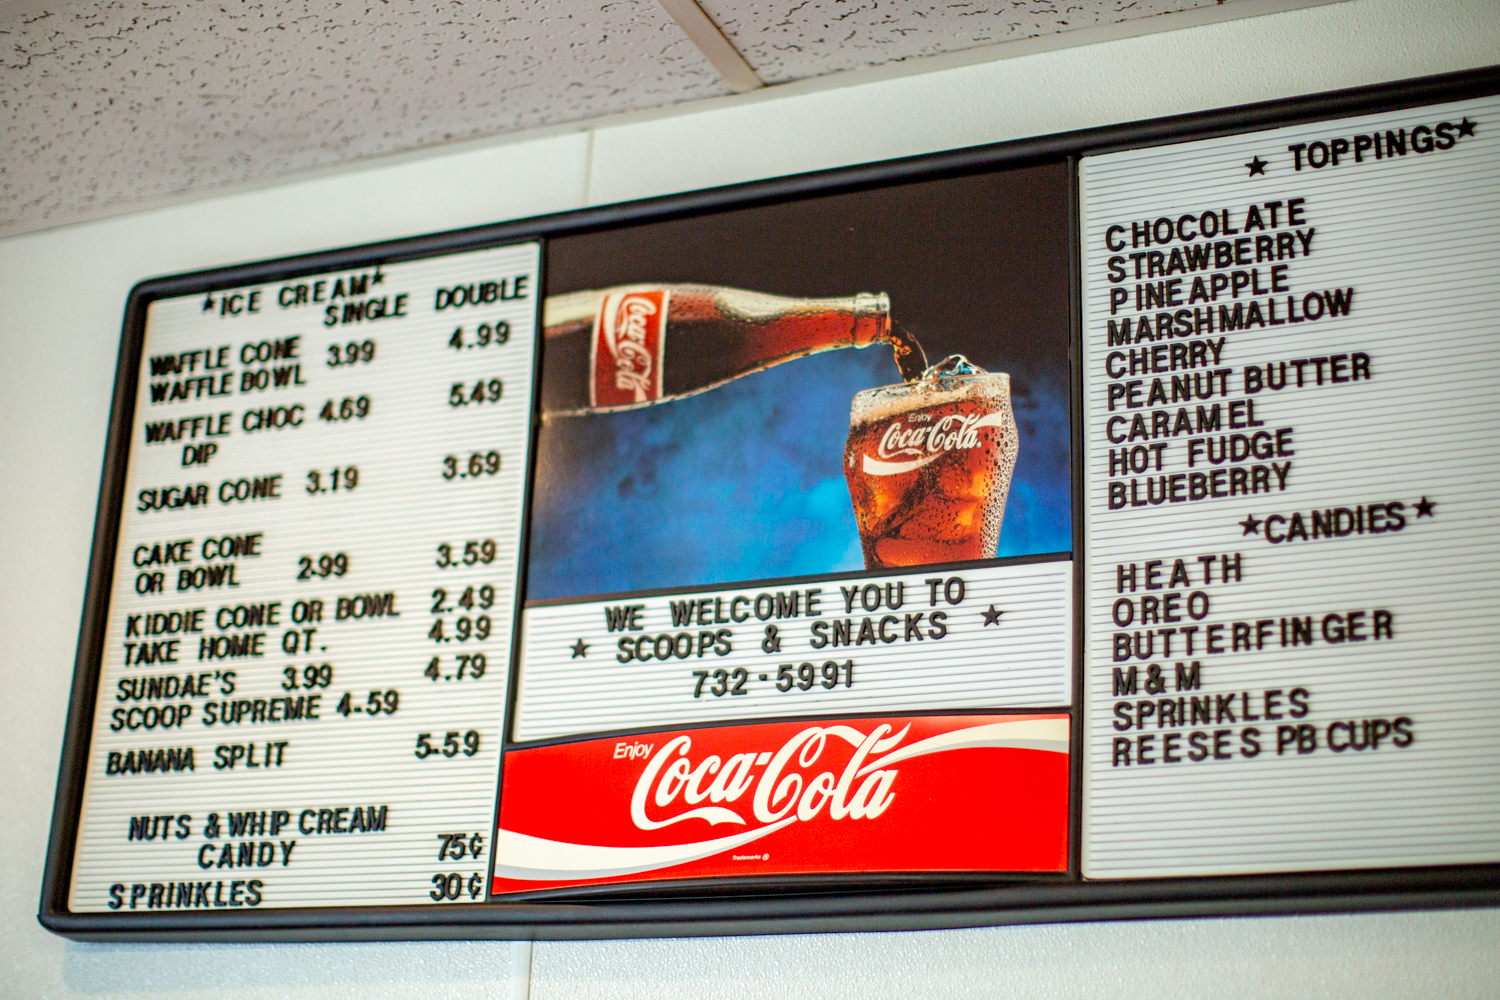 ★ICE CREAM★
SINGLE DOUBLE
WAFFLE CONE 3.99 4.99
WAFFLE BOWL
WAFFLE CHOC 4.69 5.49
DIP
SUGAR CONE 3.19 3.69
CAKE CONE
OR BOWL 2.99 3.59
KIDDIE CONE OR BOWL 2.49
TAKE HOME QT. 4.99
SUNDAE'S 3.99 4.79
SCOOP SUPREME 4-59
BANANA SPLIT 5-59
NUTS & WHIP CREAM
CANDY 75¢
SPRINKLES 30¢
Coca-Cola
Enjoy
Coca-Cola
WE WELCOME YOU TO
★ SCOOPS & SNACKS ★
732-5991
Enjoy
Coca-Cola
Trademarks ®
★ TOPPINGS★
CHOCOLATE
STRAWBERRY
PINEAPPLE
MARSHMALLOW
CHERRY
PEANUT BUTTER
CARAMEL
HOT FUDGE
BLUEBERRY
★CANDIES★
HEATH
OREO
BUTTERFINGER
M&M
SPRINKLES
REESES PB CUPS